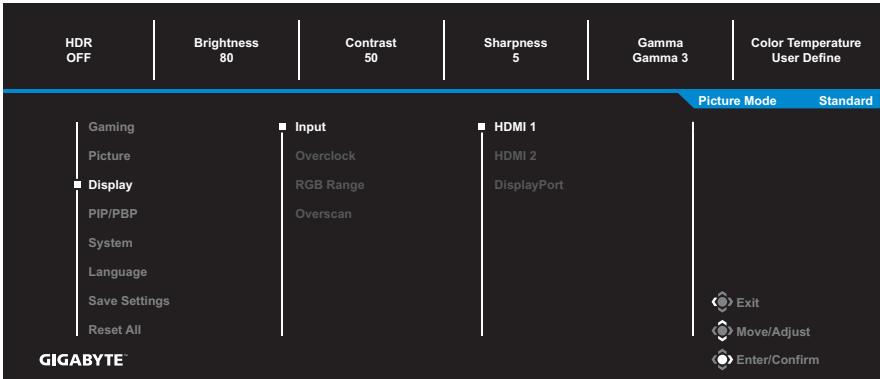 HDR
OFF
Brightness
80
Contrast
50
Sharpness
5
Gamma
Gamma 3
Color Temperature
User Define
Picture Mode Standard
Gaming
Picture
Display
PIP/PBP
System
Language
Save Settings
Reset All
Input
Overclock
RGB Range
Overscan
HDMI 1
HDMI 2
DisplayPort
Exit
Move/Adjust
Enter/Confirm
GIGABYTE™